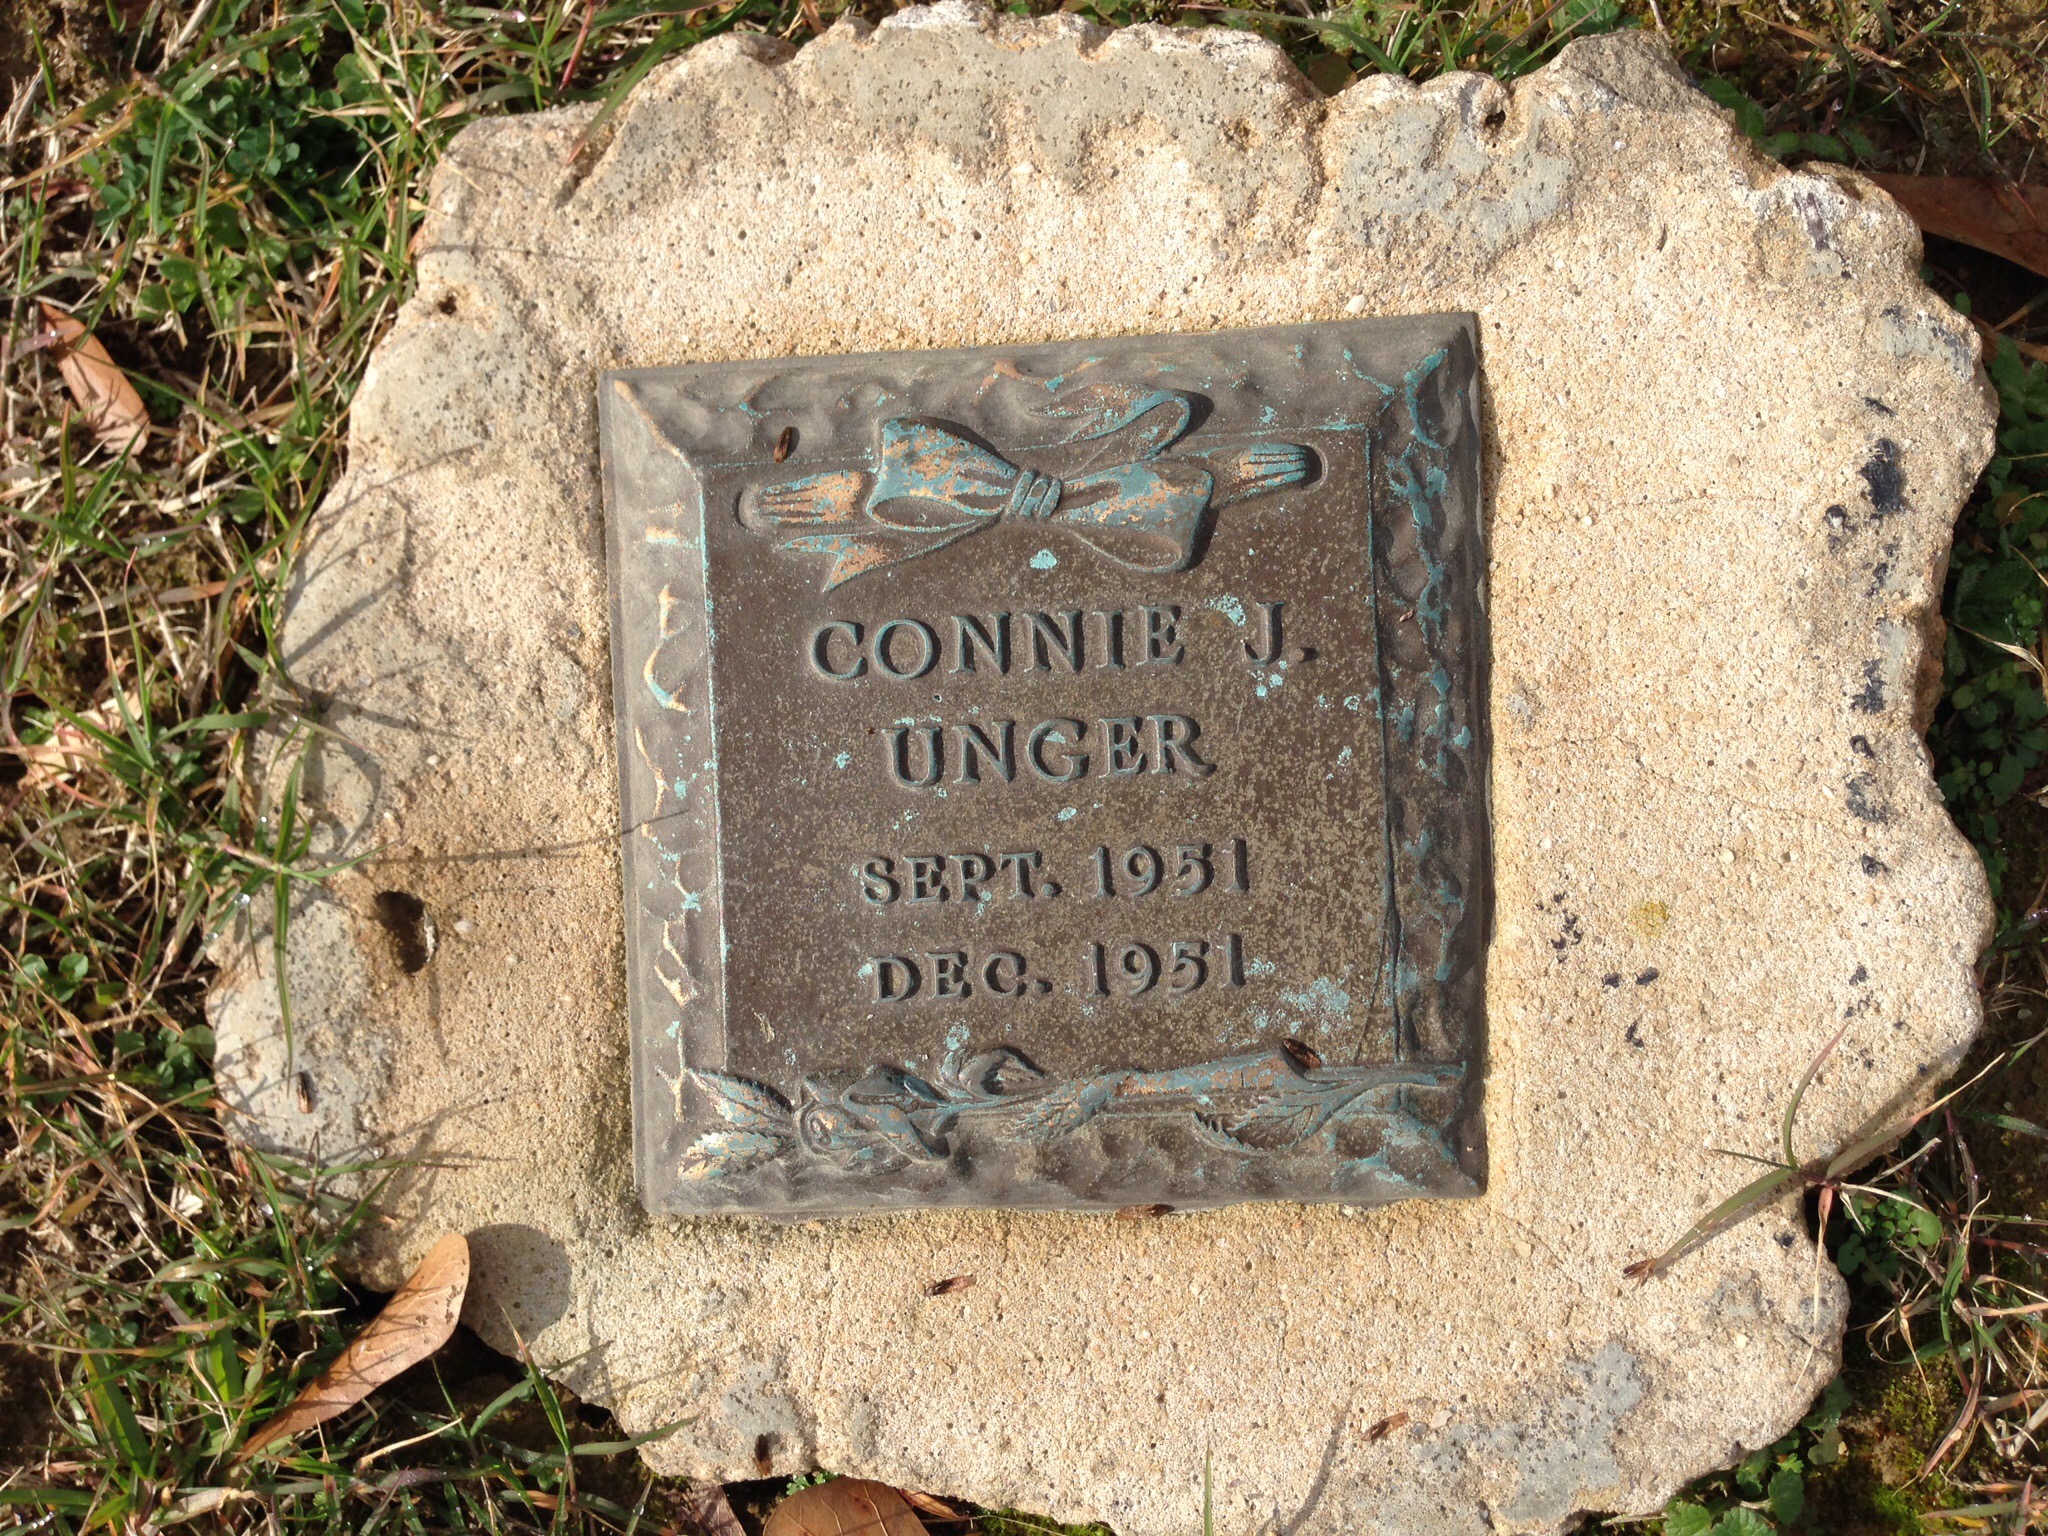 CONNIE J.
UNGER
SEPT. 1951
DEC. 1951